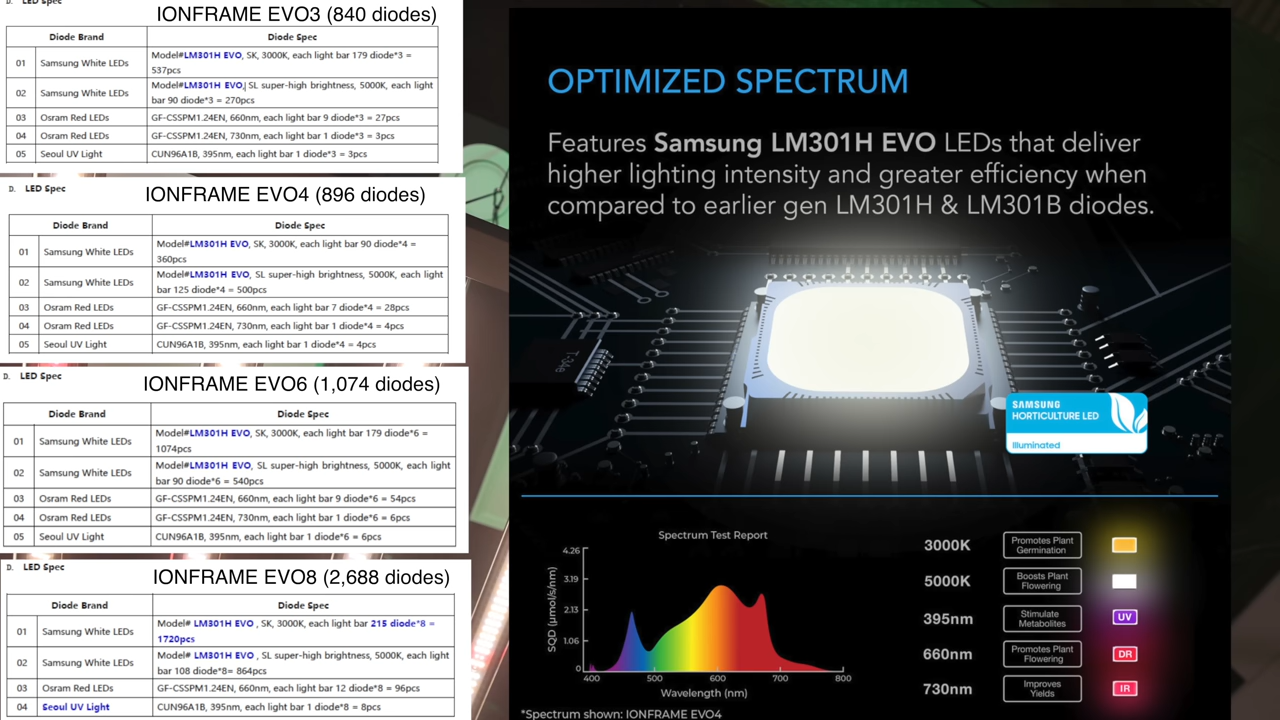 D. LED Spec
IONFRAME EVO3 (840 diodes)
Diode Brand Diode Spec
01 Samsung White LEDs Model#LM301H EVO, SK, 3000K, each light bar 179 diode*3 =
537pcs
02 Samsung White LEDs Model#LM301H EVO, SL super-high brightness, 5000K, each light
bar 90 diode*3 = 270pcs
03 Osram Red LEDs GF-CSSPM1.24EN, 660nm, each light bar 9 diode*3 = 27pcs
04 Osram Red LEDs GF-CSSPM1.24EN, 730nm, each light bar 1 diode*3 = 3pcs
05 Seoul UV Light CUN96A1B, 395nm, each light bar 1 diode*3 = 3pcs
D. LED Spec
IONFRAME EVO4 (896 diodes)
Diode Brand Diode Spec
01 Samsung White LEDs Model#LM301H EVO, SK, 3000K, each light bar 90 diode*4 =
360pcs
02 Samsung White LEDs Model#LM301H EVO, SL super-high brightness, 5000K, each light
bar 125 diode*4 = 500pcs
03 Osram Red LEDs GF-CSSPM1.24EN, 660nm, each light bar 7 diode*4 = 28pcs
04 Osram Red LEDs GF-CSSPM1.24EN, 730nm, each light bar 1 diode*4 = 4pcs
05 Seoul UV Light CUN96A1B, 395nm, each light bar 1 diode*4 = 4pcs
D. LED Spec
IONFRAME EVO6 (1,074 diodes)
Diode Brand Diode Spec
01 Samsung White LEDs Model#LM301H EVO, SK, 3000K, each light bar 179 diode*6 =
1074pcs
02 Samsung White LEDs Model#LM301H EVO, SL super-high brightness, 5000K, each light
bar 90 diode*6 = 540pcs
03 Osram Red LEDs GF-CSSPM1.24EN, 660nm, each light bar 9 diode*6 = 54pcs
04 Osram Red LEDs GF-CSSPM1.24EN, 730nm, each light bar 1 diode*6 = 6pcs
05 Seoul UV Light CUN96A1B, 395nm, each light bar 1 diode*6 = 6pcs
D. LED Spec
IONFRAME EVO8 (2,688 diodes)
Diode Brand Diode Spec
01 Samsung White LEDs Model# LM301H EVO , SK, 3000K, each light bar 215 diode*8 =
1720pcs
02 Samsung White LEDs Model# LM301H EVO , SL super-high brightness, 5000K, each light
bar 108 diode*8= 864pcs
03 Osram Red LEDs GF-CSSPM1.24EN, 660nm, each light bar 12 diode*8 = 96pcs
04 Seoul UV Light CUN96A1B, 395nm, each light bar 1 diode*8 = 8pcs
OPTIMIZED SPECTRUM
Features Samsung LM301H EVO LEDs that deliver
higher lighting intensity and greater efficiency when
compared to earlier gen LM301H & LM301B diodes.
SAMSUNG
HORTICULTURE LED
Illuminated
Spectrum Test Report
SQD (µmol/s/nm)
4.26
3.19
2.13
1.06
0
400 500 600 700 800
Wavelength (nm)
*Spectrum shown: IONFRAME EVO4
3000K Promotes Plant
Germination
5000K Boosts Plant
Flowering
395nm Stimulate
Metabolites UV
660nm Promotes Plant
Flowering DR
730nm Improves
Yields IR